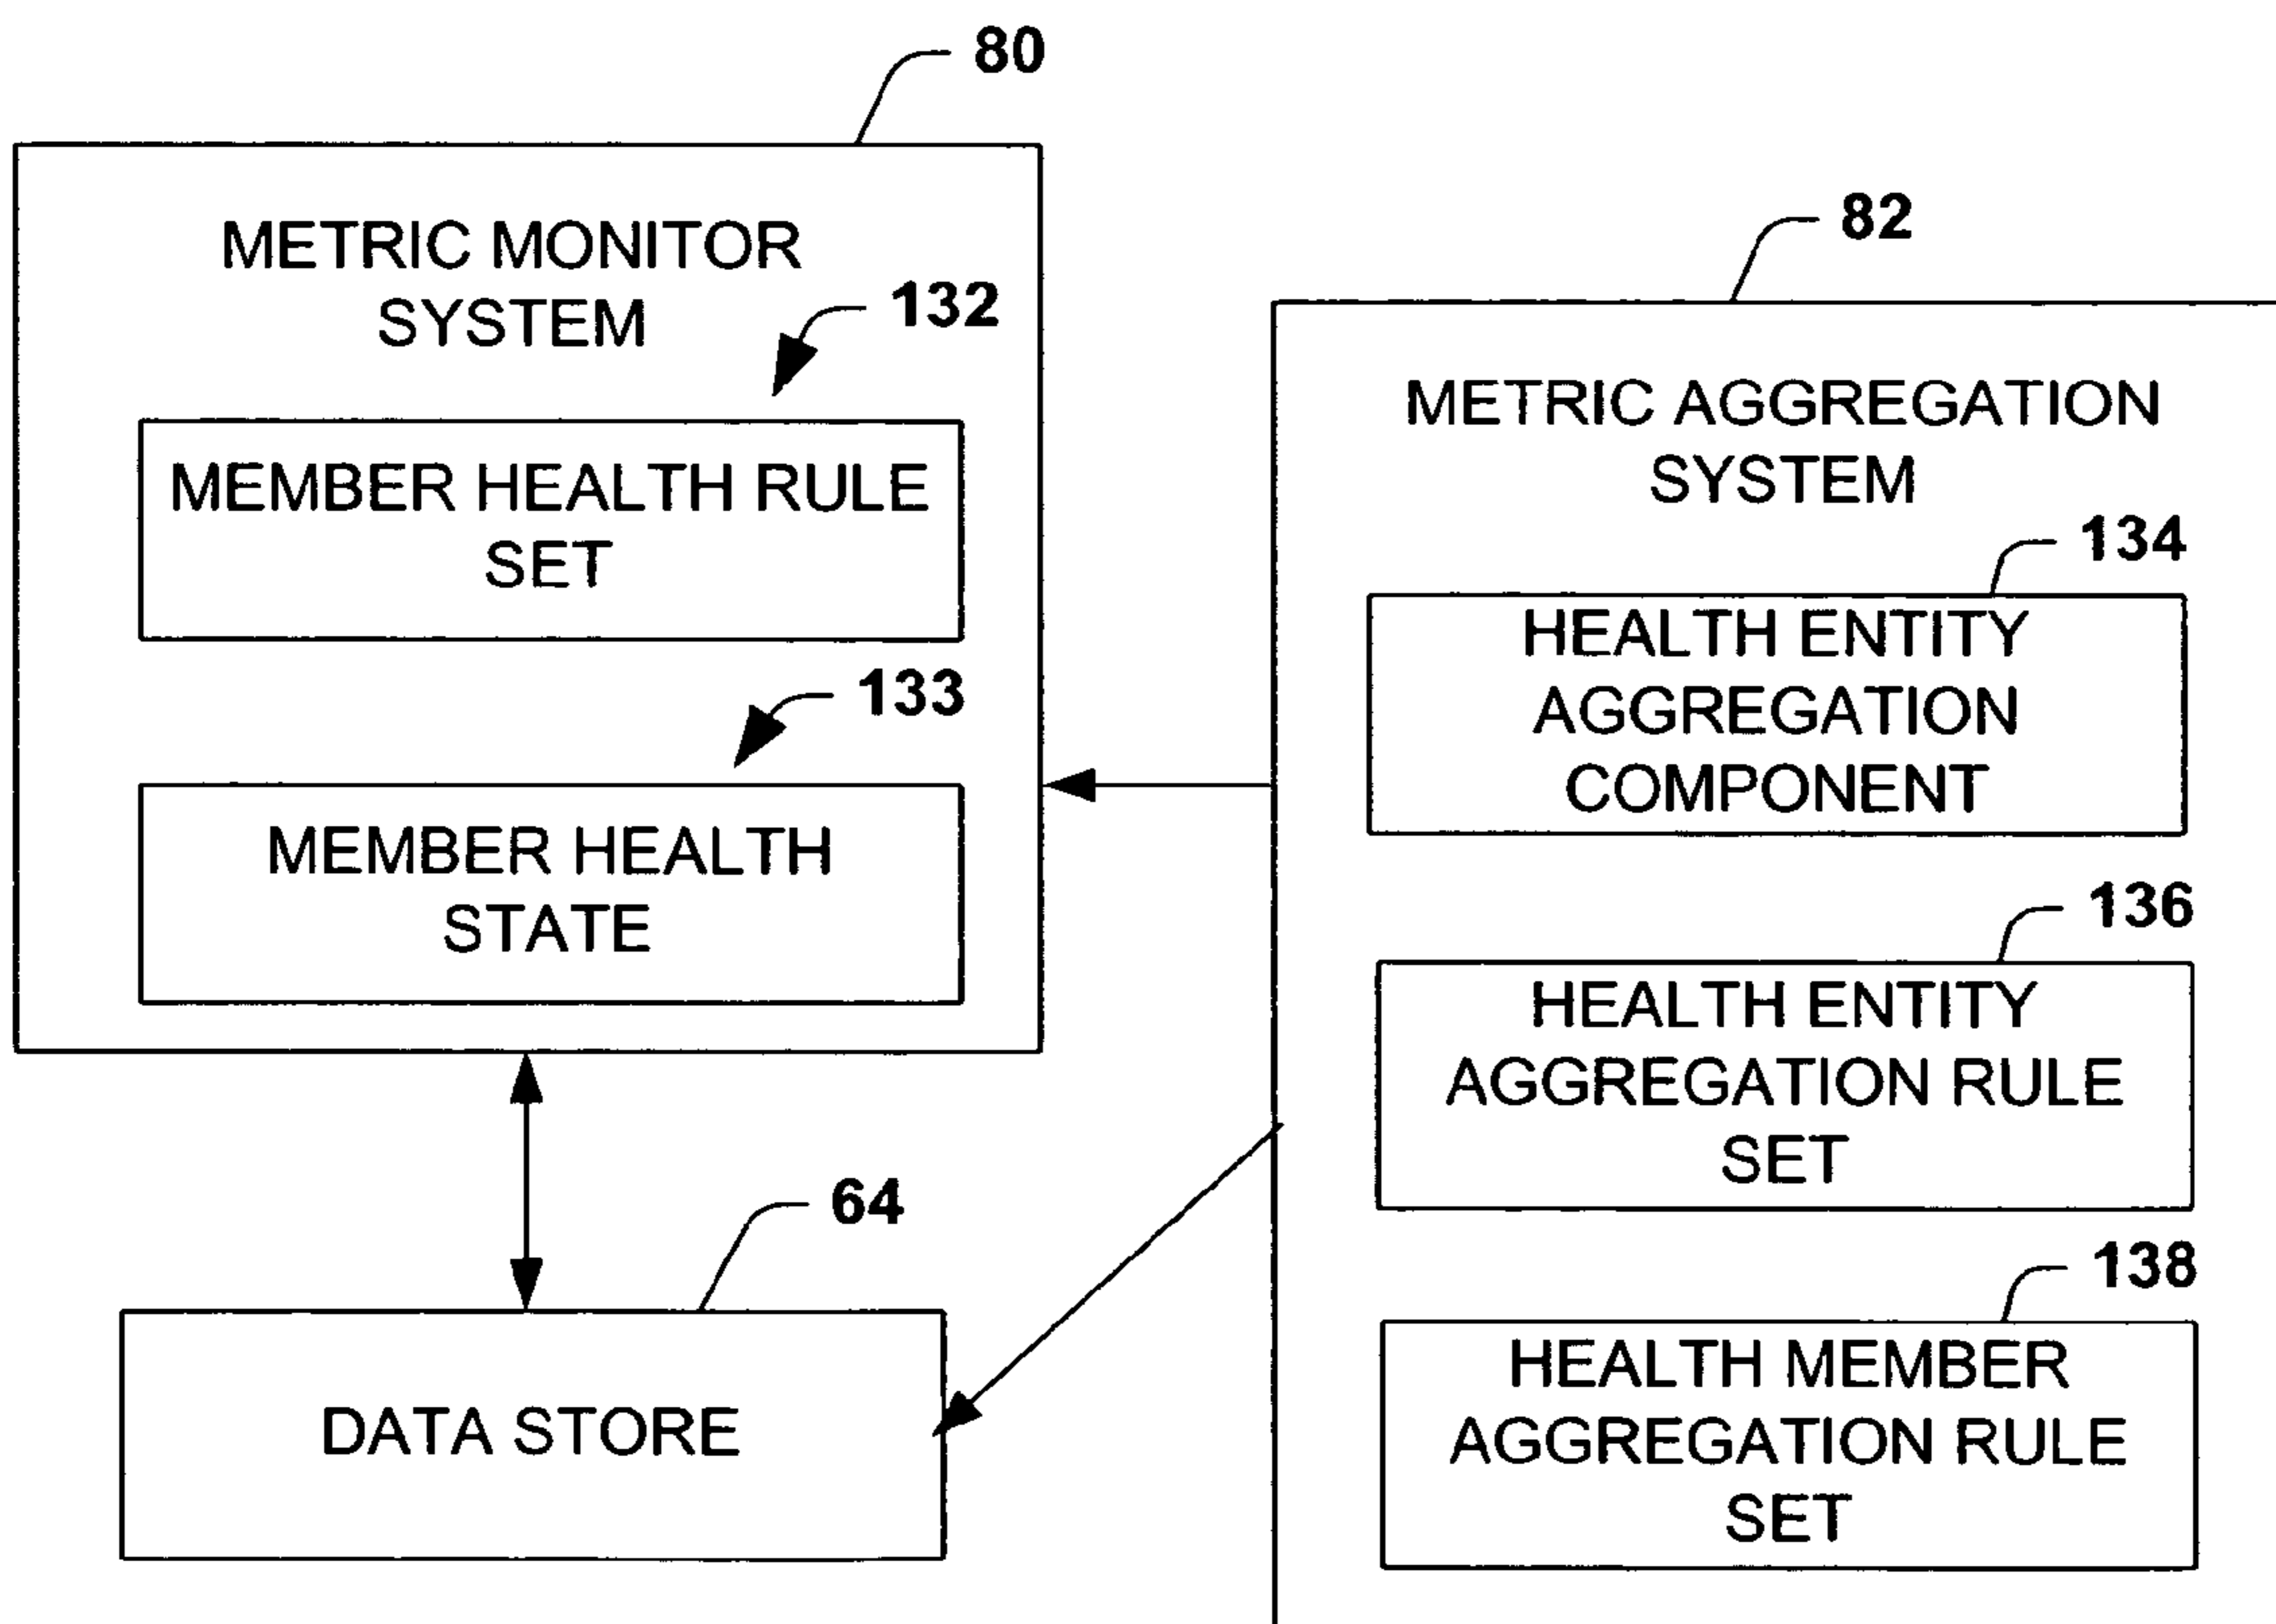 80
METRIC MONITOR
SYSTEM
132
MEMBER HEALTH RULE
SET
133
MEMBER HEALTH
STATE
64
DATA STORE
82
METRIC AGGREGATION
SYSTEM
134
HEALTH ENTITY
AGGREGATION
COMPONENT
136
HEALTH ENTITY
AGGREGATION RULE
SET
138
HEALTH MEMBER
AGGREGATION RULE
SET